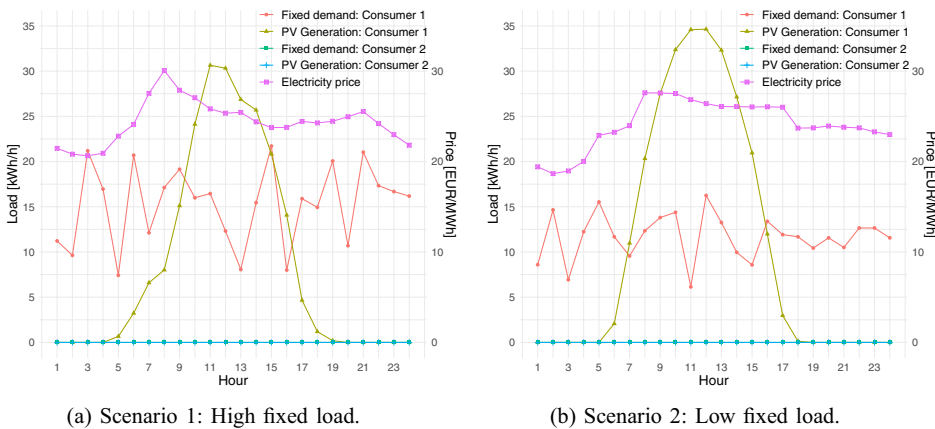 Fixed demand: Consumer 1
PV Generation: Consumer 1
Fixed demand: Consumer 2
PV Generation: Consumer 2
Electricity price
35
30
25
20
15
10
5
0
Load [kWh/h]
30
20
10
0
Price [EUR/MWh]
1 3 5 7 9 11 13 15 17 19 21 23
Hour
(a) Scenario 1: High fixed load.
Fixed demand: Consumer 1
PV Generation: Consumer 1
Fixed demand: Consumer 2
PV Generation: Consumer 2
Electricity price
35
30
25
20
15
10
5
0
Load [kWh/h]
30
20
10
0
Price [EUR/MWh]
1 3 5 7 9 11 13 15 17 19 21 23
Hour
(b) Scenario 2: Low fixed load.